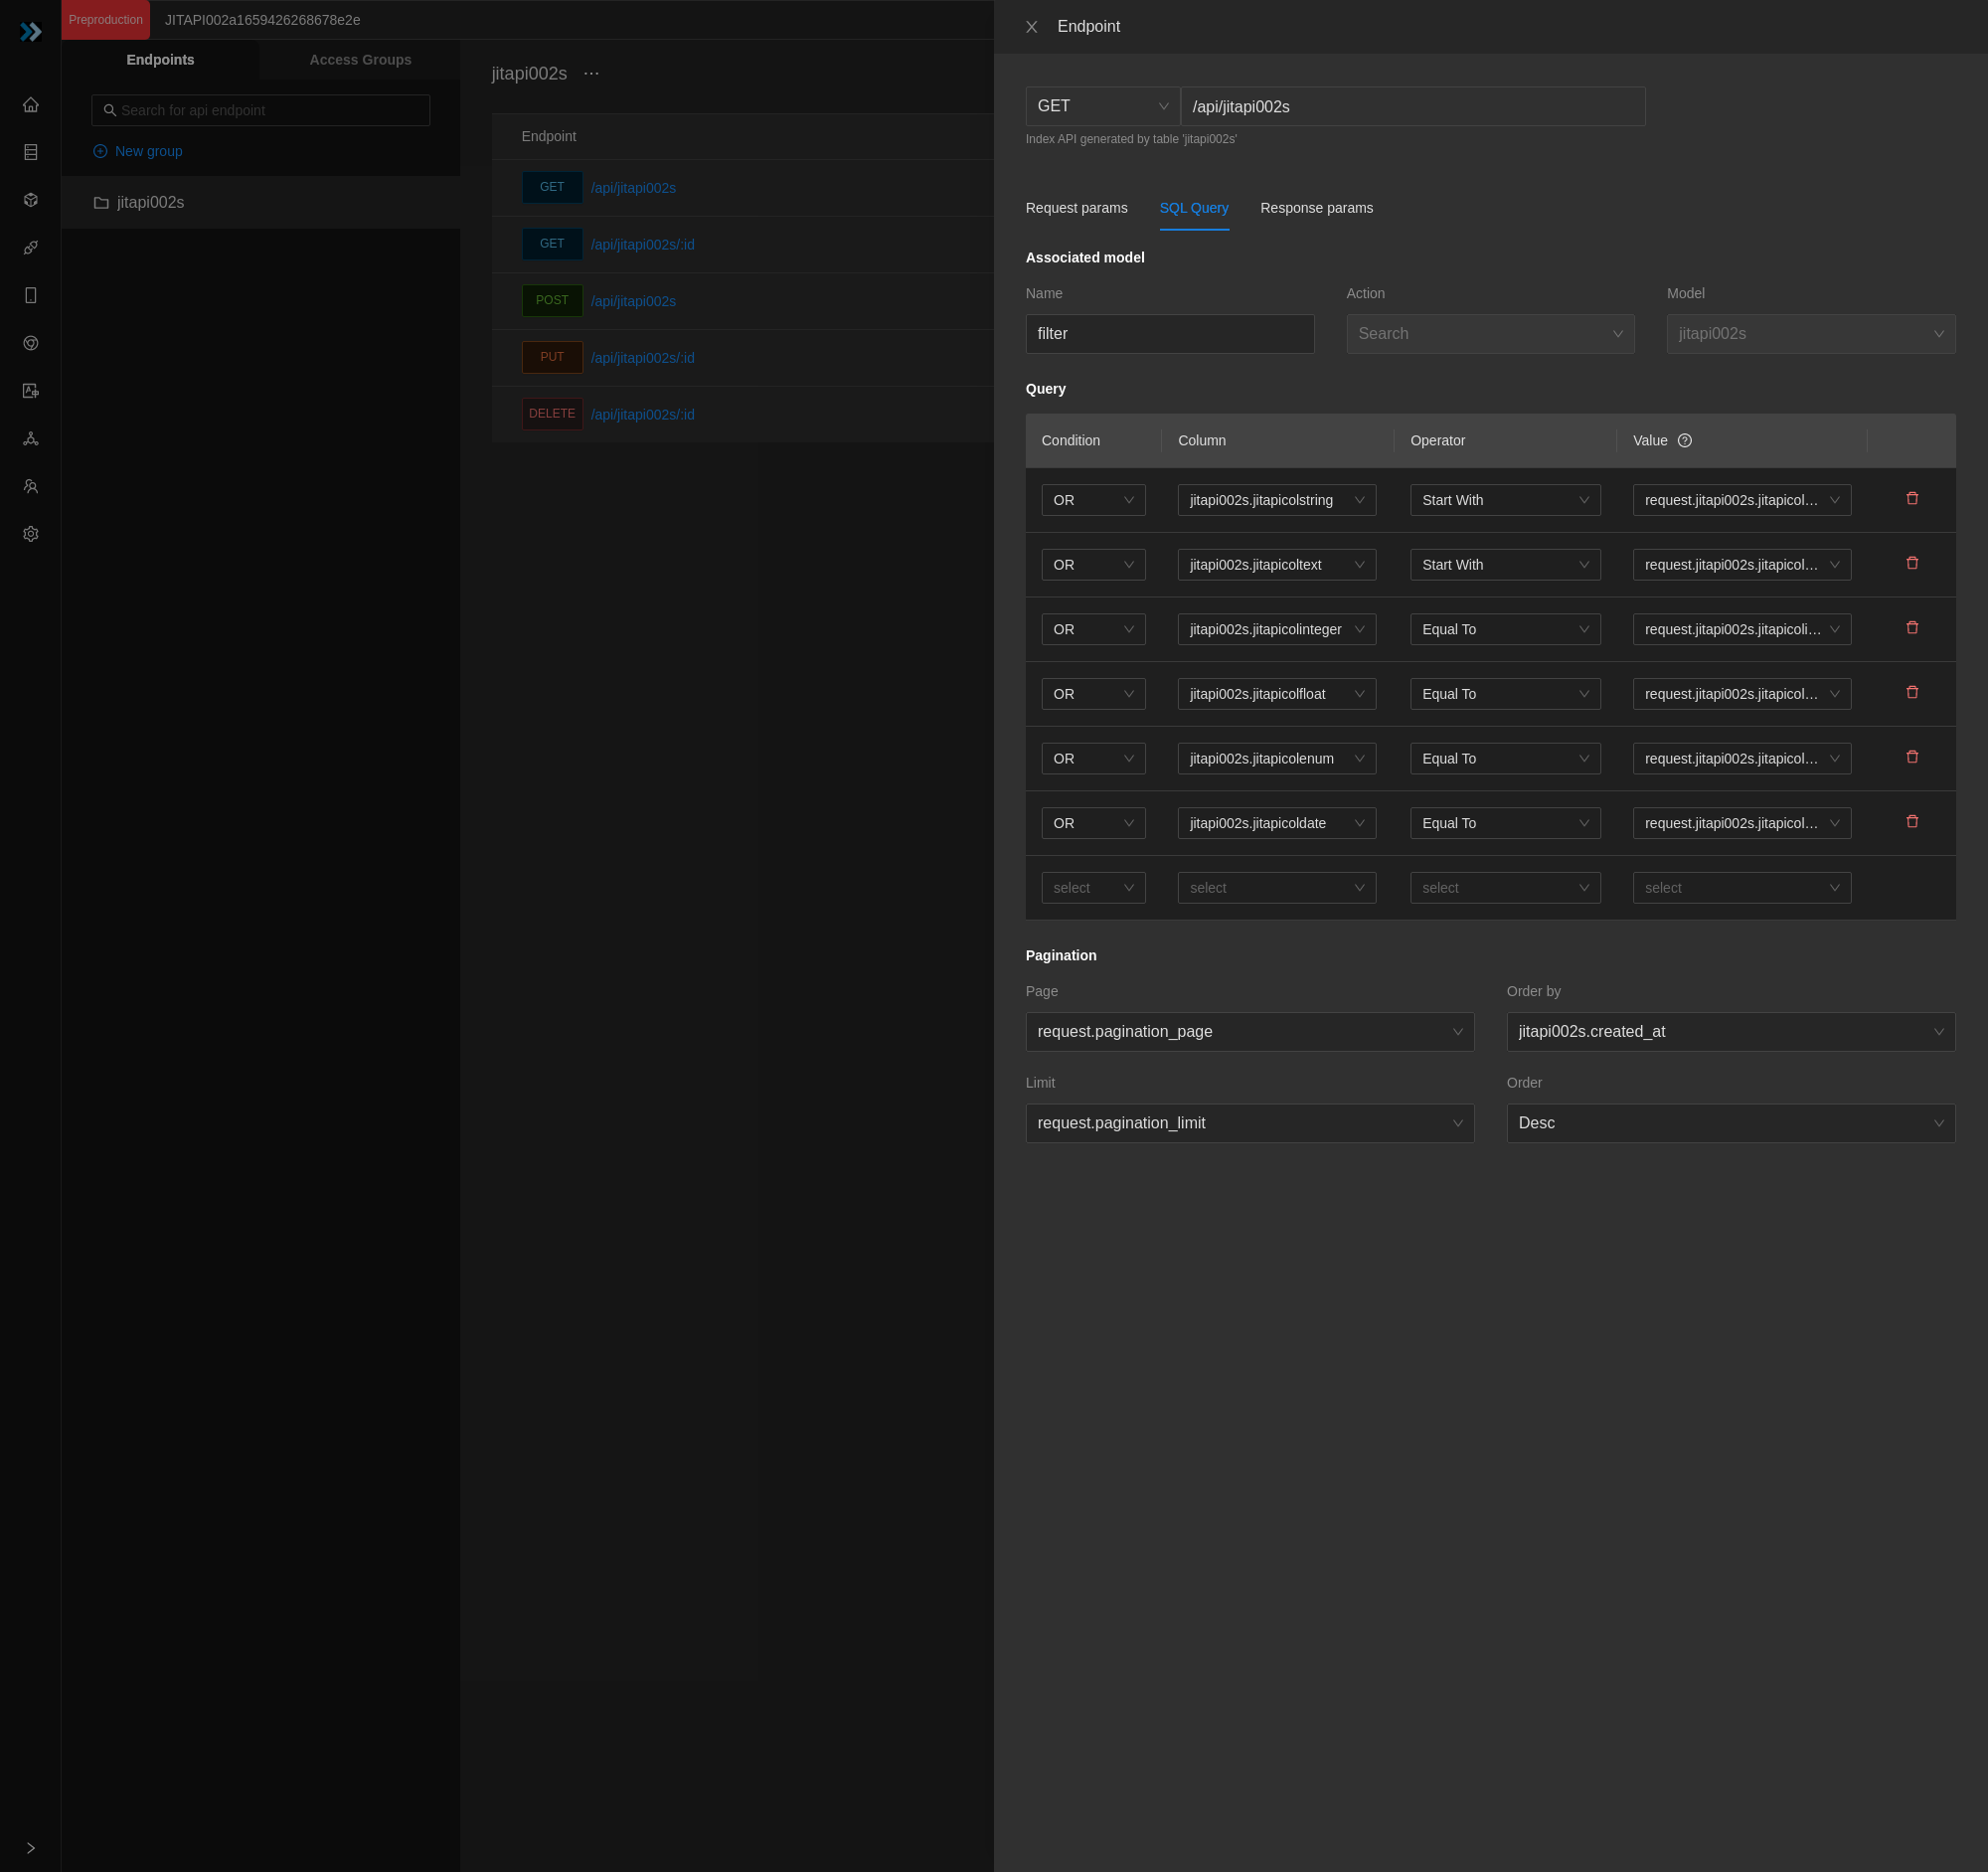 Preproduction
JITAPI002a1659426268678e2e
Endpoints
Access Groups
Search for api endpoint
New group
jitapi002s
jitapi002s
Endpoint
GET /api/jitapi002s
GET /api/jitapi002s/:id
POST /api/jitapi002s
PUT /api/jitapi002s/:id
DELETE /api/jitapi002s/:id
Endpoint
GET /api/jitapi002s
Index API generated by table 'jitapi002s'
Request params SQL Query Response params
Associated model
Name Action Model
filter Search jitapi002s
Query
Condition Column Operator Value
OR jitapi002s.jitapicolstring Start With request.jitapi002s.jitapicol…
OR jitapi002s.jitapicoltext Start With request.jitapi002s.jitapicol…
OR jitapi002s.jitapicolinteger Equal To request.jitapi002s.jitapicoli…
OR jitapi002s.jitapicolfloat Equal To request.jitapi002s.jitapicol…
OR jitapi002s.jitapicolenum Equal To request.jitapi002s.jitapicol…
OR jitapi002s.jitapicoldate Equal To request.jitapi002s.jitapicol…
select select select select
Pagination
Page Order by
request.pagination_page jitapi002s.created_at
Limit Order
request.pagination_limit Desc